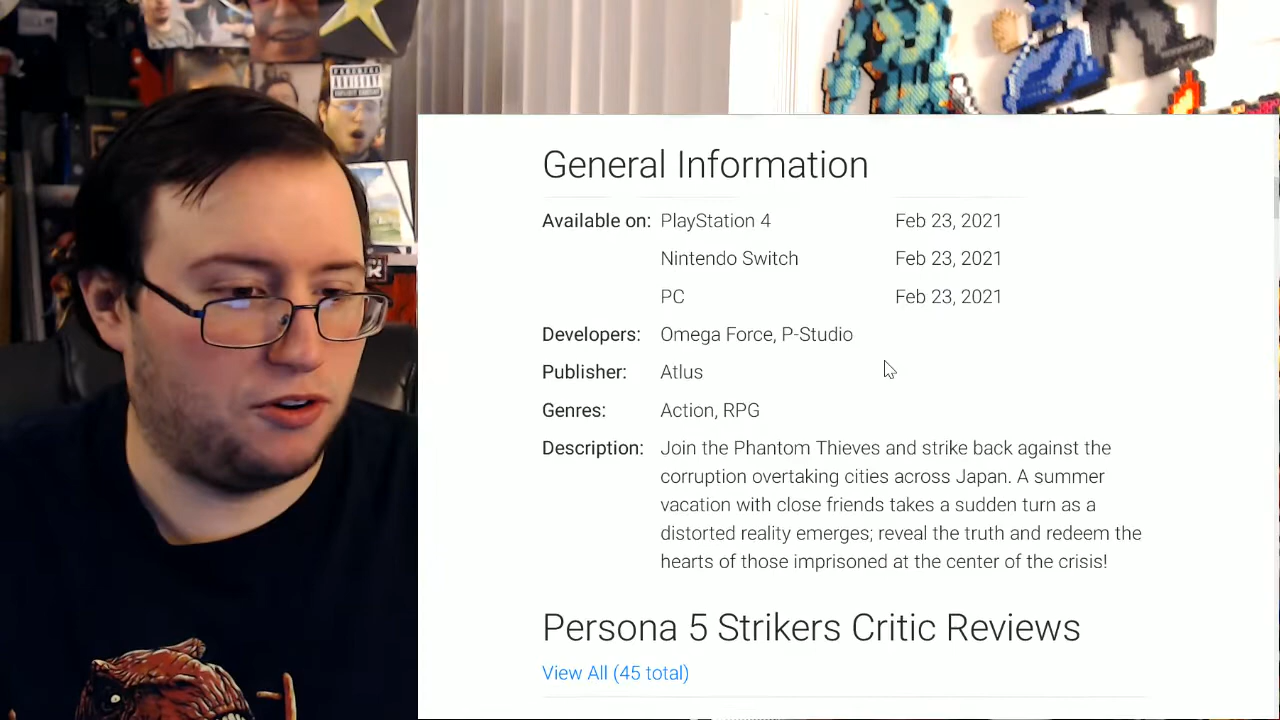 PARENTAL
ADVISORY
General Information
Available on: PlayStation 4 Feb 23, 2021
Nintendo Switch Feb 23, 2021
PC Feb 23, 2021
Developers: Omega Force, P-Studio
Publisher: Atlus
Genres: Action, RPG
Description: Join the Phantom Thieves and strike back against the
corruption overtaking cities across Japan. A summer
vacation with close friends takes a sudden turn as a
distorted reality emerges; reveal the truth and redeem the
hearts of those imprisoned at the center of the crisis!
Persona 5 Strikers Critic Reviews
View All (45 total)